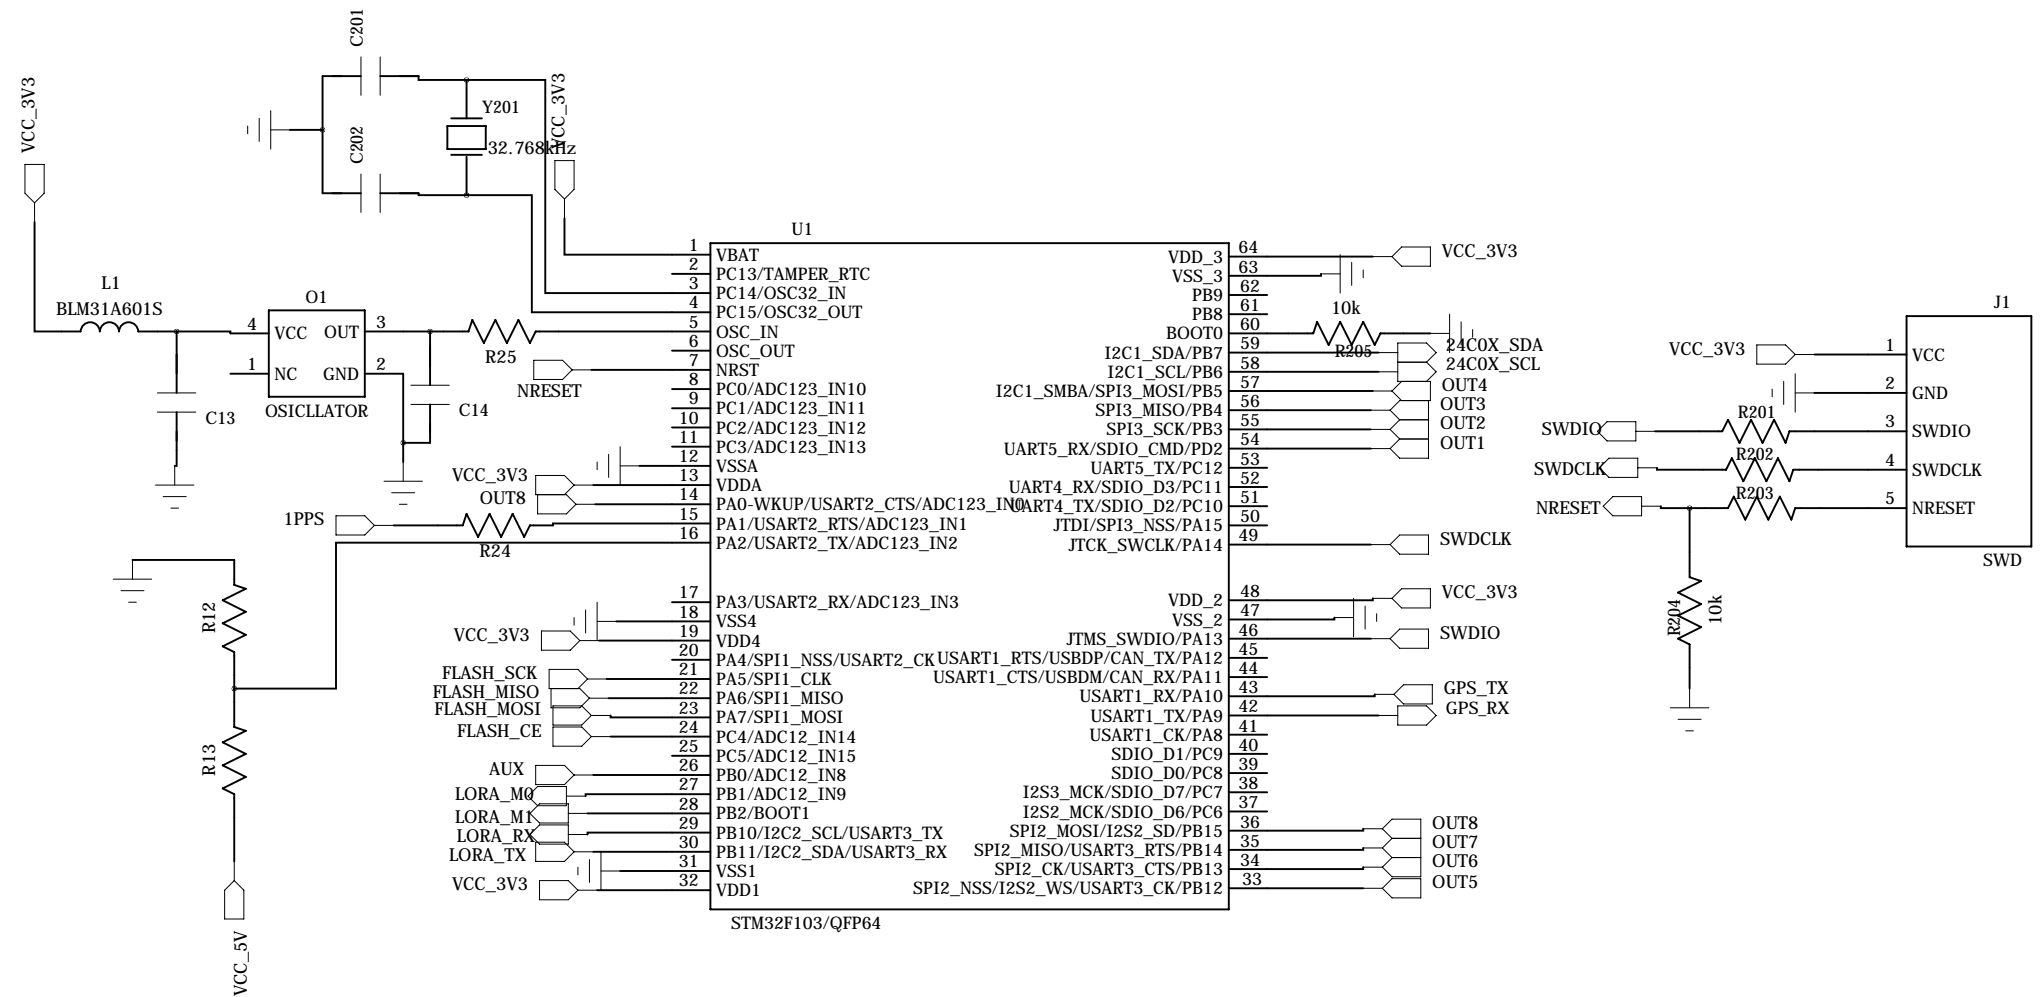 C201
VCC_3V3
VCC_3V3
Y201
C202
32.768kHz
L1
BLM31A601S
O1
4 VCC OUT 3
1 NC GND 2
OSICLLATOR
C13
C14
R25
NRESET
VCC_3V3
OUT8
1PPS
R24
R12
R13
VCC_5V
VCC_3V3
FLASH_SCK
FLASH_MISO
FLASH_MOSI
FLASH_CE
AUX
LORA_M0
LORA_M1
LORA_RX
LORA_TX
VCC_3V3
U1
1 VBAT
2 PC13/TAMPER_RTC
3 PC14/OSC32_IN
4 PC15/OSC32_OUT
5 OSC_IN
6 OSC_OUT
7 NRST
8 PC0/ADC123_IN10
9 PC1/ADC123_IN11
10 PC2/ADC123_IN12
11 PC3/ADC123_IN13
12 VSSA
13 VDDA
14 PA0-WKUP/USART2_CTS/ADC123_IN0
15 PA1/USART2_RTS/ADC123_IN1
16 PA2/USART2_TX/ADC123_IN2
17 PA3/USART2_RX/ADC123_IN3
18 VSS4
19 VDD4
20 PA4/SPI1_NSS/USART2_CK
21 PA5/SPI1_CLK
22 PA6/SPI1_MISO
23 PA7/SPI1_MOSI
24 PC4/ADC12_IN14
25 PC5/ADC12_IN15
26 PB0/ADC12_IN8
27 PB1/ADC12_IN9
28 PB2/BOOT1
29 PB10/I2C2_SCL/USART3_TX
30 PB11/I2C2_SDA/USART3_RX
31 VSS1
32 VDD1
VDD_3 64
VSS_3 63
PB9 62
PB8 61
BOOT0 60
I2C1_SDA/PB7 59
I2C1_SCL/PB6 58
I2C1_SMBA/SPI3_MOSI/PB5 57
SPI3_MISO/PB4 56
SPI3_SCK/PB3 55
UART5_RX/SDIO_CMD/PD2 54
UART5_TX/PC12 53
UART4_RX/SDIO_D3/PC11 52
UART4_TX/SDIO_D2/PC10 51
JTDI/SPI3_NSS/PA15 50
JTCK_SWCLK/PA14 49
VDD_2 48
VSS_2 47
JTMS_SWDIO/PA13 46
USART1_RTS/USBDP/CAN_TX/PA12 45
USART1_CTS/USBDM/CAN_RX/PA11 44
USART1_RX/PA10 43
USART1_TX/PA9 42
USART1_CK/PA8 41
SDIO_D1/PC9 40
SDIO_D0/PC8 39
I2S3_MCK/SDIO_D7/PC7 38
I2S2_MCK/SDIO_D6/PC6 37
SPI2_MOSI/I2S2_SD/PB15 36
SPI2_MISO/USART3_RTS/PB14 35
SPI2_CK/USART3_CTS/PB13 34
SPI2_NSS/I2S2_WS/USART3_CK/PB12 33
STM32F103/QFP64
VCC_3V3
10k
R205
24C0X_SDA
24C0X_SCL
OUT4
OUT3
OUT2
OUT1
SWDCLK
VCC_3V3
SWDIO
GPS_TX
GPS_RX
OUT8
OUT7
OUT6
OUT5
J1
VCC_3V3 1 VCC
2 GND
SWDIO R201 3 SWDIO
SWDCLK R202 4 SWDCLK
NRESET R203 5 NRESET
SWD
R204
10k